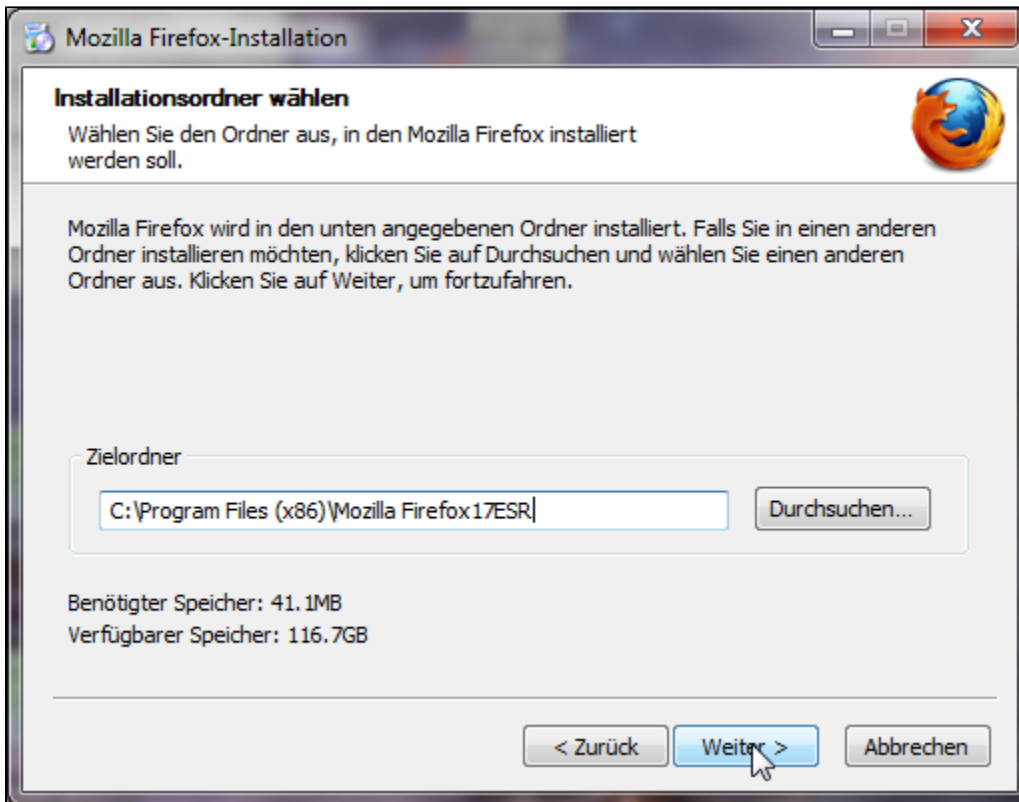 Mozilla Firefox-Installation
Installationsordner wählen
Wählen Sie den Ordner aus, in den Mozilla Firefox installiert
werden soll.
Mozilla Firefox wird in den unten angegebenen Ordner installiert. Falls Sie in einen anderen
Ordner installieren möchten, klicken Sie auf Durchsuchen und wählen Sie einen anderen
Ordner aus. Klicken Sie auf Weiter, um fortzufahren.
Zielordner
C:\Program Files (x86)\Mozilla Firefox17ESR
Durchsuchen...
Benötigter Speicher: 41.1MB
Verfügbarer Speicher: 116.7GB
< Zurück
Weiter >
Abbrechen